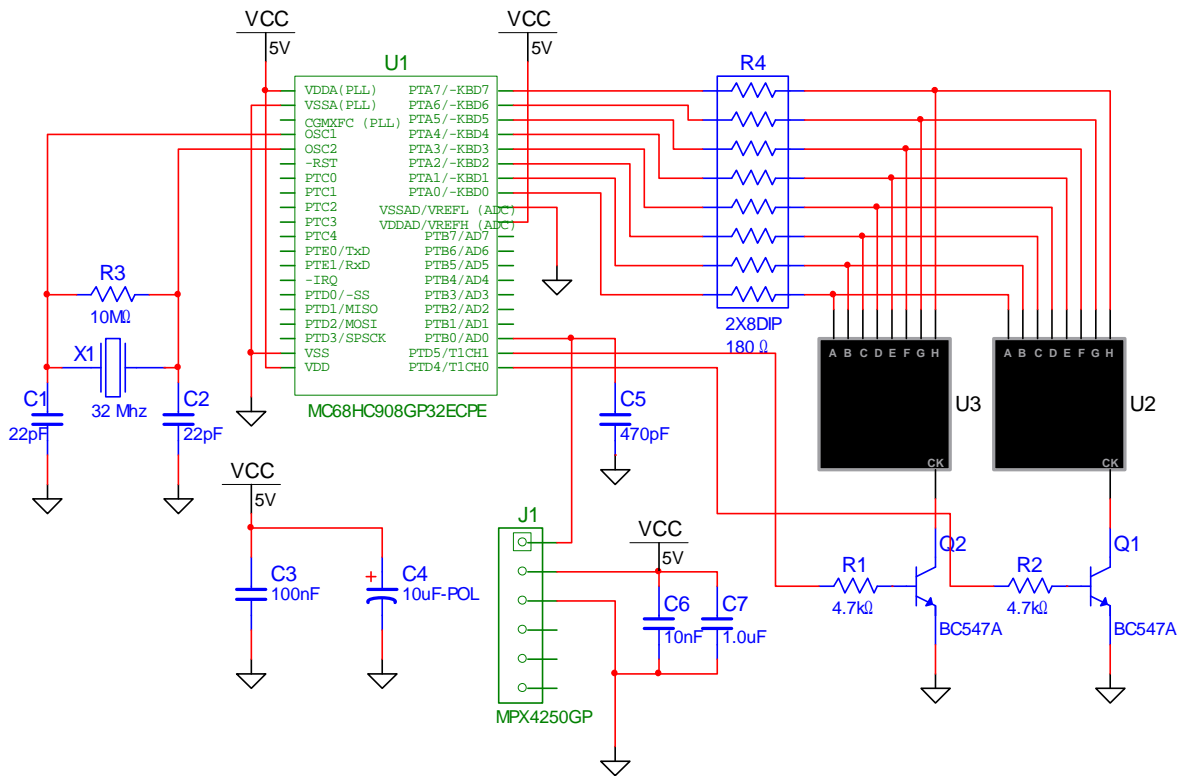 VCC
5V
VCC
5V
U1
R4
VDDA(PLL)
VSSA(PLL)
CGMXFC (PLL)
OSC1
OSC2
-RST
PTC0
PTC1
PTC2
PTC3
PTC4
PTE0/TxD
PTE1/RxD
-IRQ
PTD0/-SS
PTD1/MISO
PTD2/MOSI
PTD3/SPSCK
VSS
VDD
PTA7/-KBD7
PTA6/-KBD6
PTA5/-KBD5
PTA4/-KBD4
PTA3/-KBD3
PTA2/-KBD2
PTA1/-KBD1
PTA0/-KBD0
VSSAD/VREFL (ADC)
VDDAD/VREFH (ADC)
PTB7/AD7
PTB6/AD6
PTB5/AD5
PTB4/AD4
PTB3/AD3
PTB2/AD2
PTB1/AD1
PTB0/AD0
PTD5/T1CH1
PTD4/T1CH0
MC68HC908GP32ECPE
R3
10MΩ
X1
32 Mhz
C1
22pF
C2
22pF
2X8DIP
180 Ω
A B C D E F G H
CK
U3
A B C D E F G H
CK
U2
C5
470pF
VCC
5V
C3
100nF
+
C4
10uF-POL
J1
MPX4250GP
VCC
5V
C6
10nF
C7
1.0uF
R1
4.7kΩ
Q2
BC547A
R2
4.7kΩ
Q1
BC547A